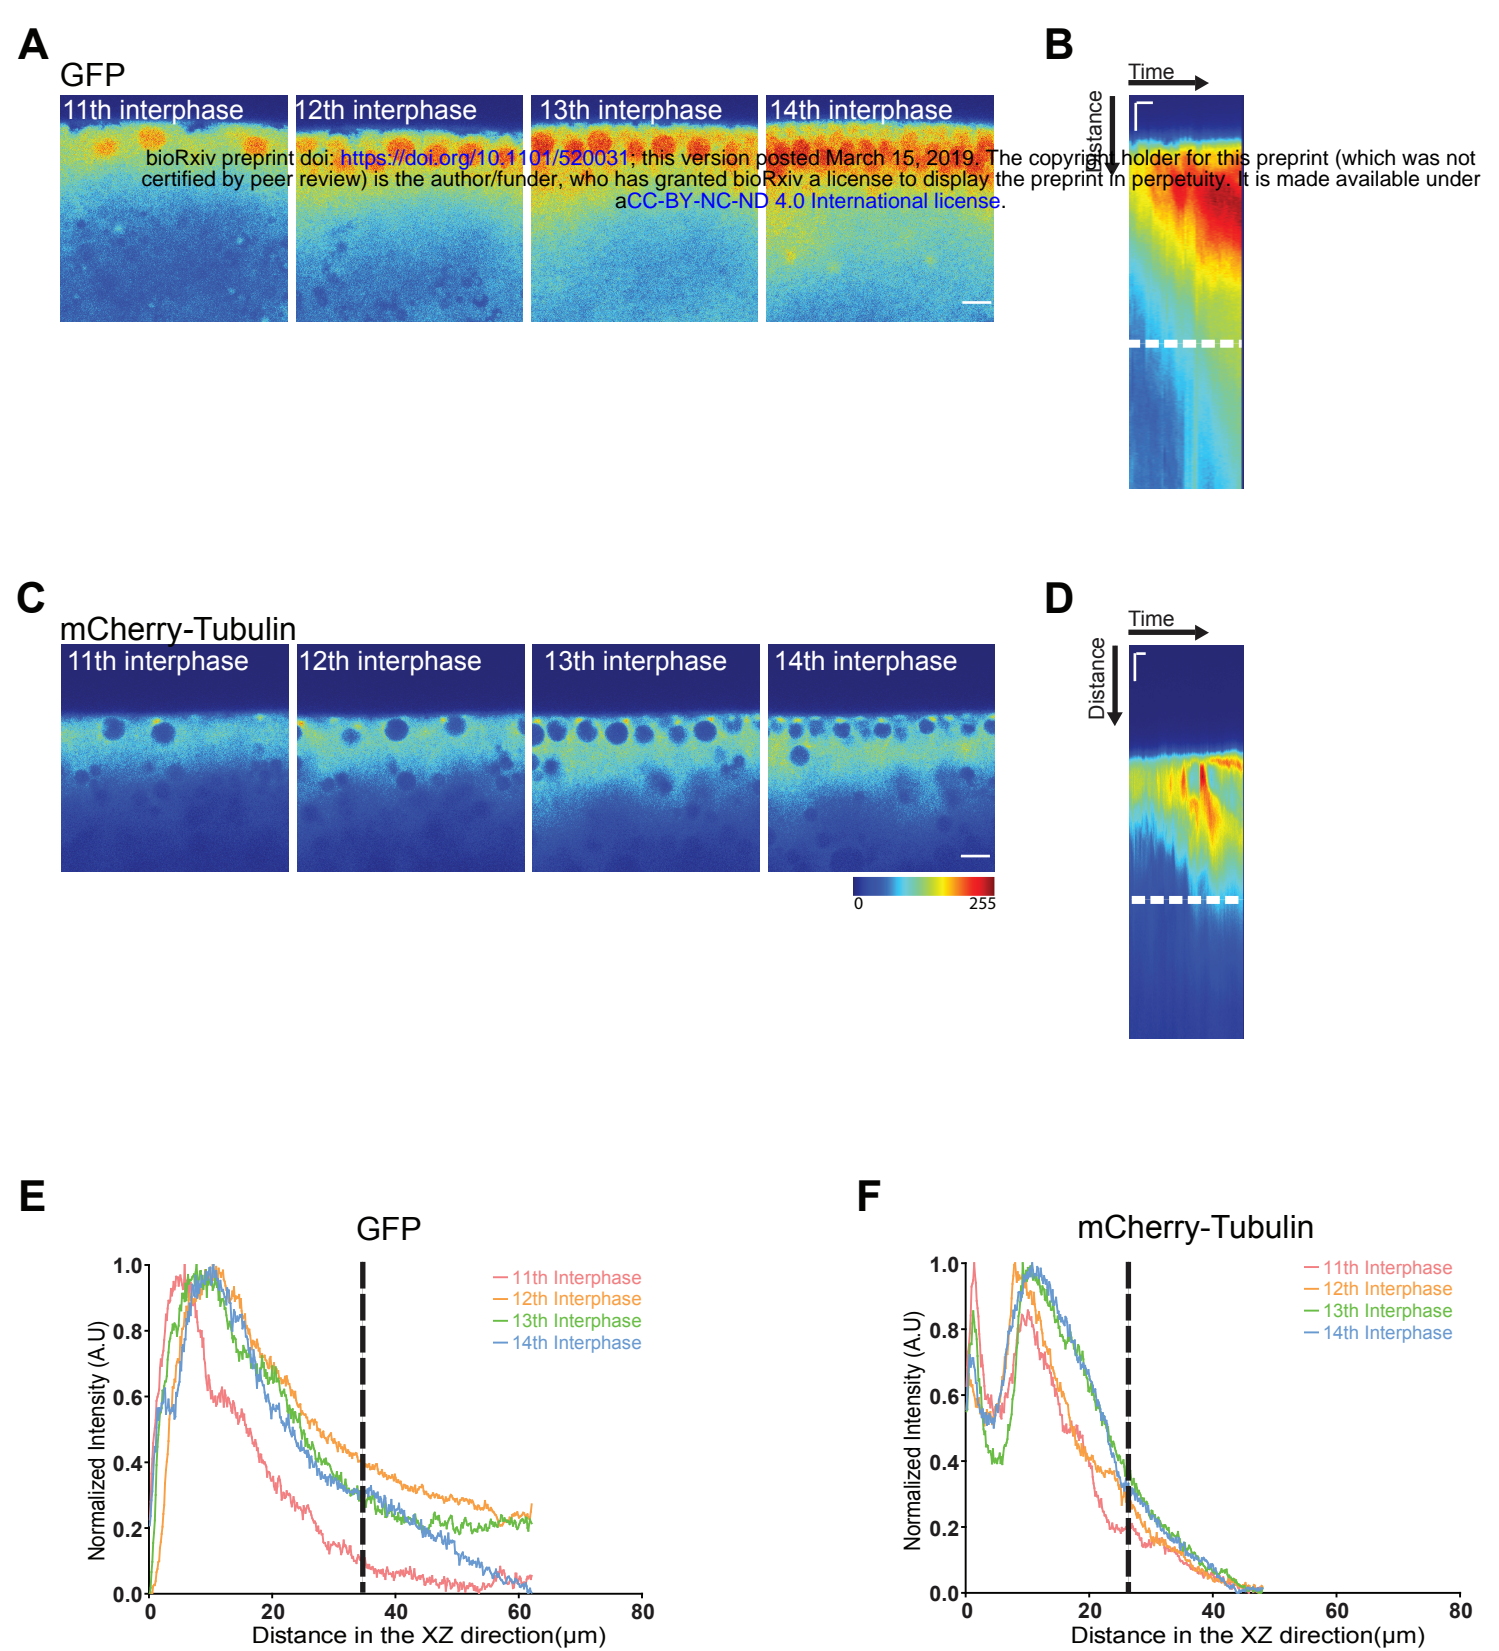 A
GFP
11th interphase
12th interphase
13th interphase
14th interphase
bioRxiv preprint doi: https://doi.org/10.1101/520031; this version posted March 15, 2019. The copyright holder for this preprint (which was not
certified by peer review) is the author/funder, who has granted bioRxiv a license to display the preprint in perpetuity. It is made available under
aCC-BY-NC-ND 4.0 International license.
B
Time
Distance
C
mCherry-Tubulin
11th interphase
12th interphase
13th interphase
14th interphase
0
255
D
Time
Distance
E
GFP
Normalized Intensity (A.U)
1.0
0.8
0.6
0.4
0.2
0.0
0
20
40
60
80
Distance in the XZ direction(µm)
11th Interphase
12th Interphase
13th Interphase
14th Interphase
F
mCherry-Tubulin
Normalized Intensity (A.U)
1.0
0.8
0.6
0.4
0.2
0.0
0
20
40
60
80
Distance in the XZ direction(µm)
11th Interphase
12th Interphase
13th Interphase
14th Interphase